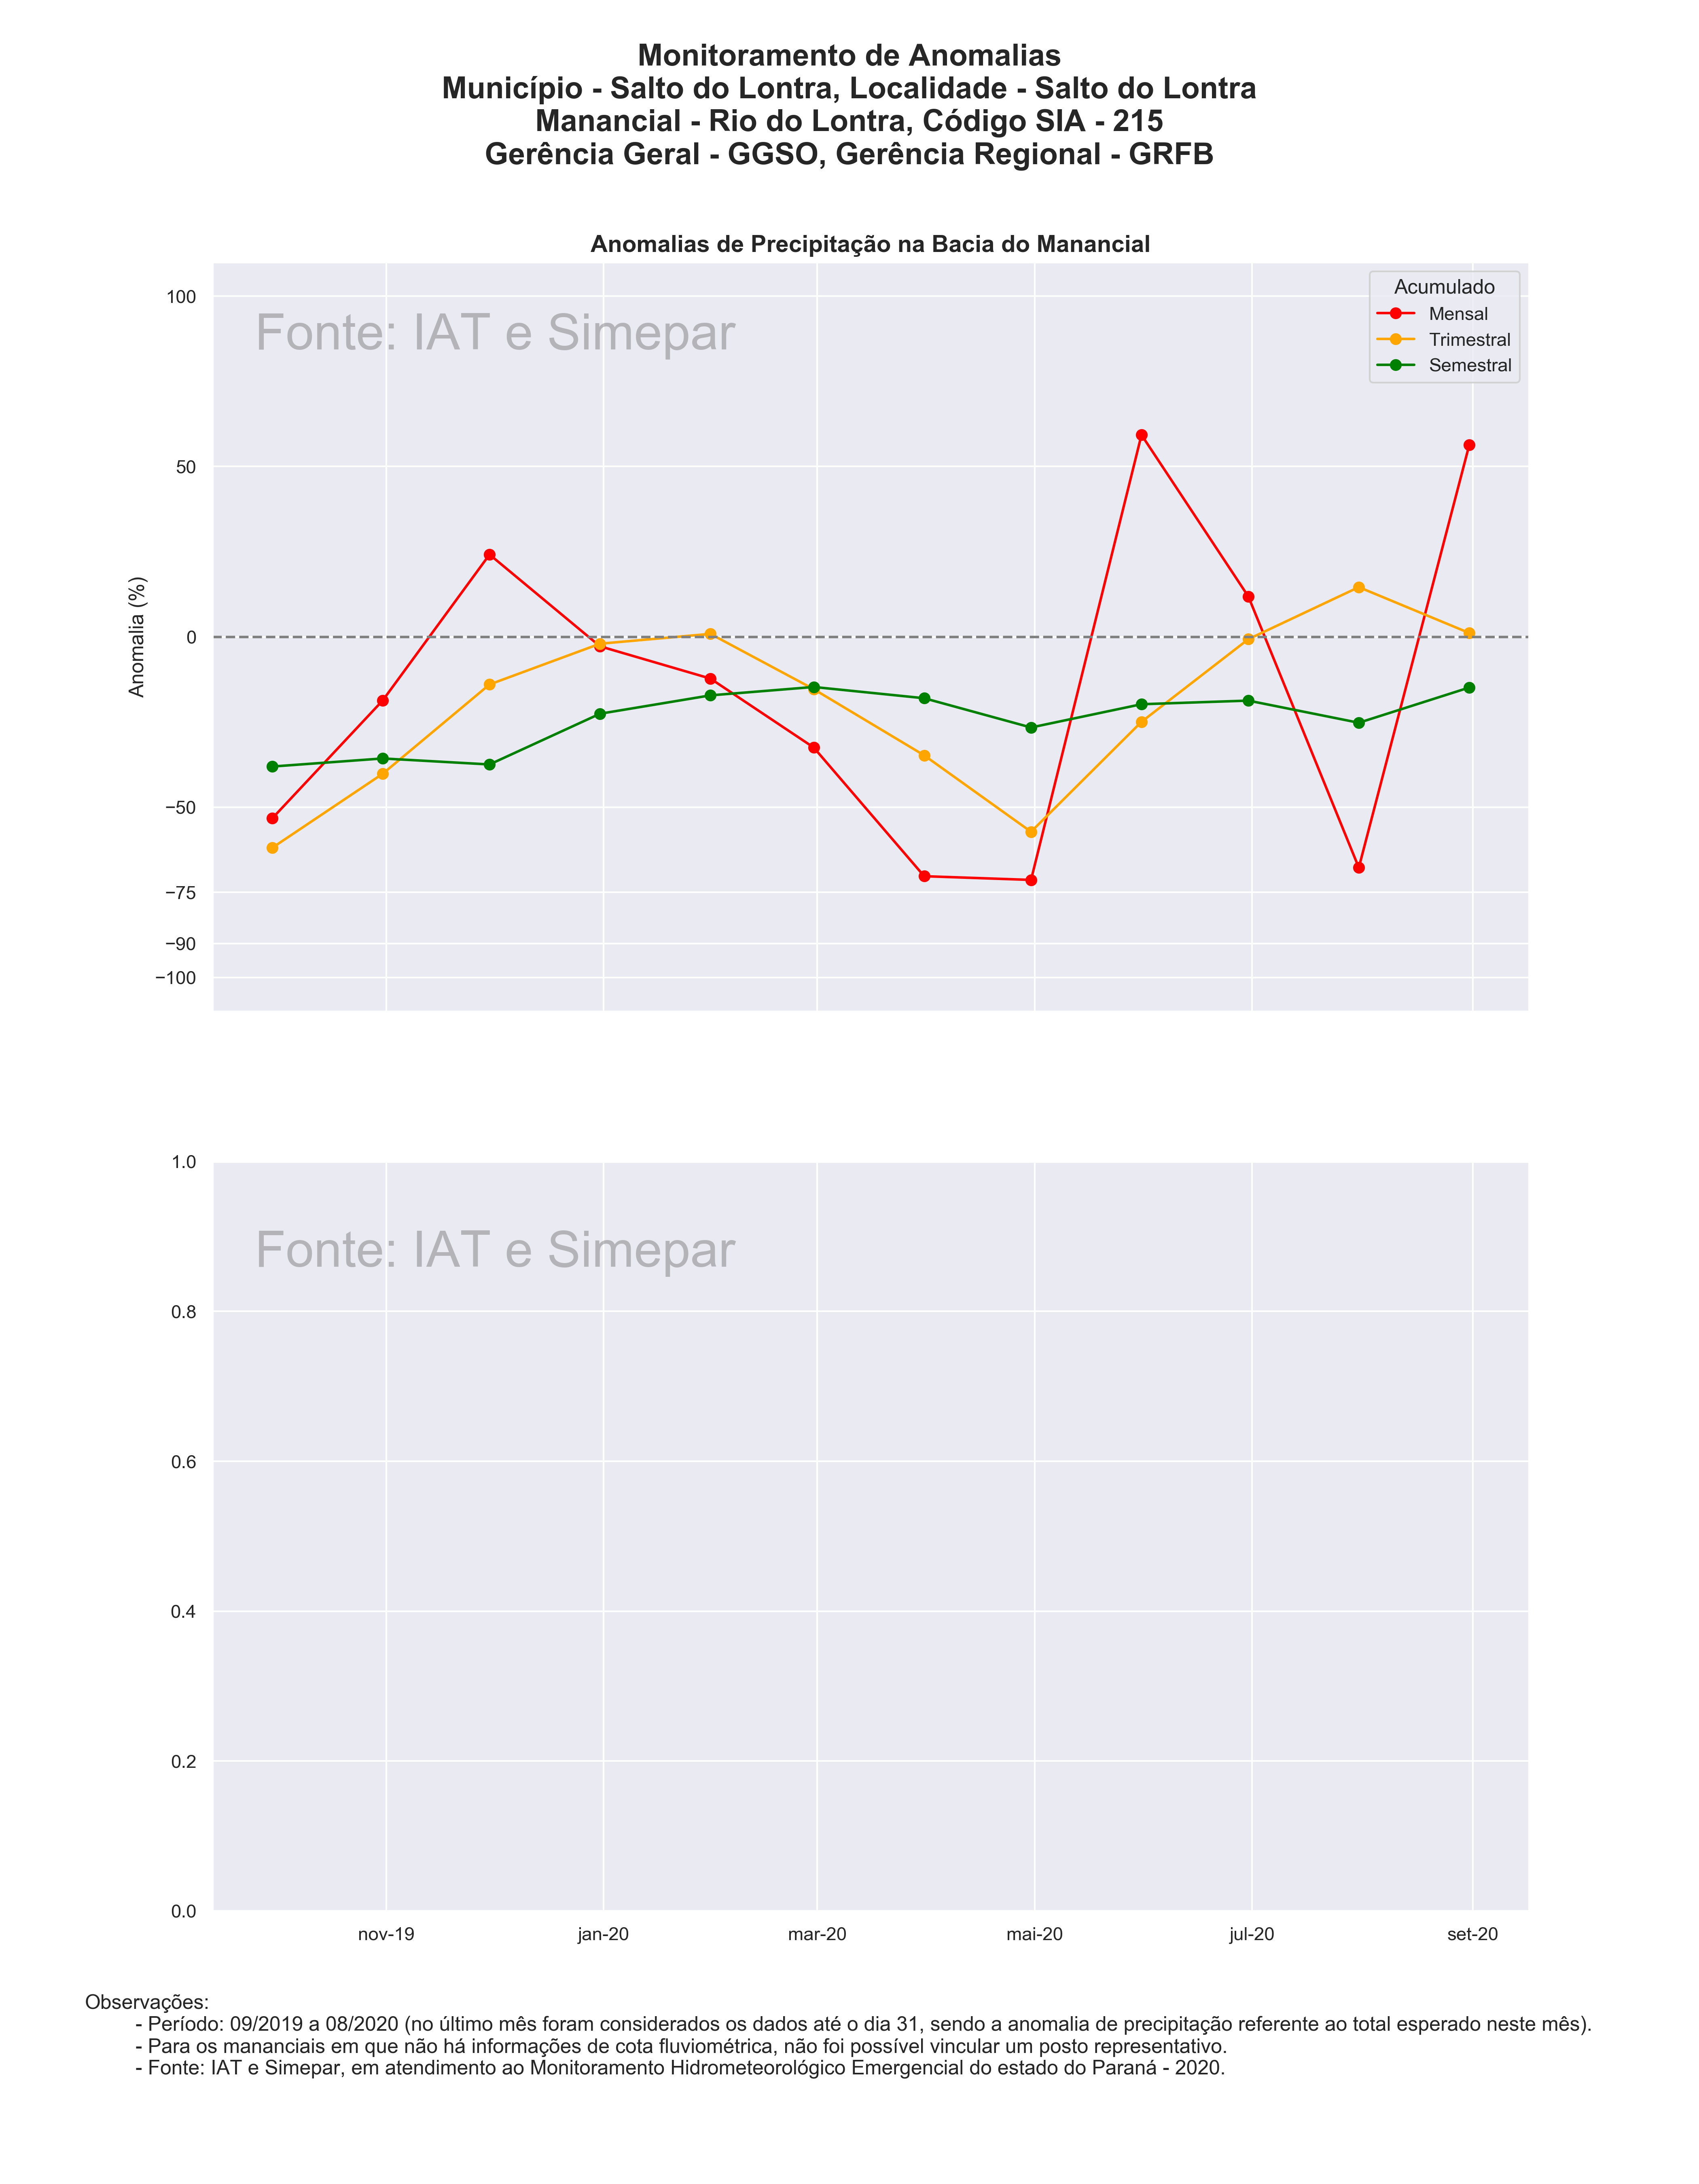 Monitoramento de Anomalias
Município - Salto do Lontra, Localidade - Salto do Lontra
Manancial - Rio do Lontra, Código SIA - 215
Gerência Geral - GGSO, Gerência Regional - GRFB
Anomalias de Precipitação na Bacia do Manancial
Fonte: IAT e Simepar
Acumulado
Mensal
Trimestral
Semestral
Anomalia (%)
100
50
0
−50
−75
−90
−100
Fonte: IAT e Simepar
1.0
0.8
0.6
0.4
0.2
0.0
nov-19 jan-20 mar-20 mai-20 jul-20 set-20
Observações:
- Período: 09/2019 a 08/2020 (no último mês foram considerados os dados até o dia 31, sendo a anomalia de precipitação referente ao total esperado neste mês).
- Para os mananciais em que não há informações de cota fluviométrica, não foi possível vincular um posto representativo.
- Fonte: IAT e Simepar, em atendimento ao Monitoramento Hidrometeorológico Emergencial do estado do Paraná - 2020.